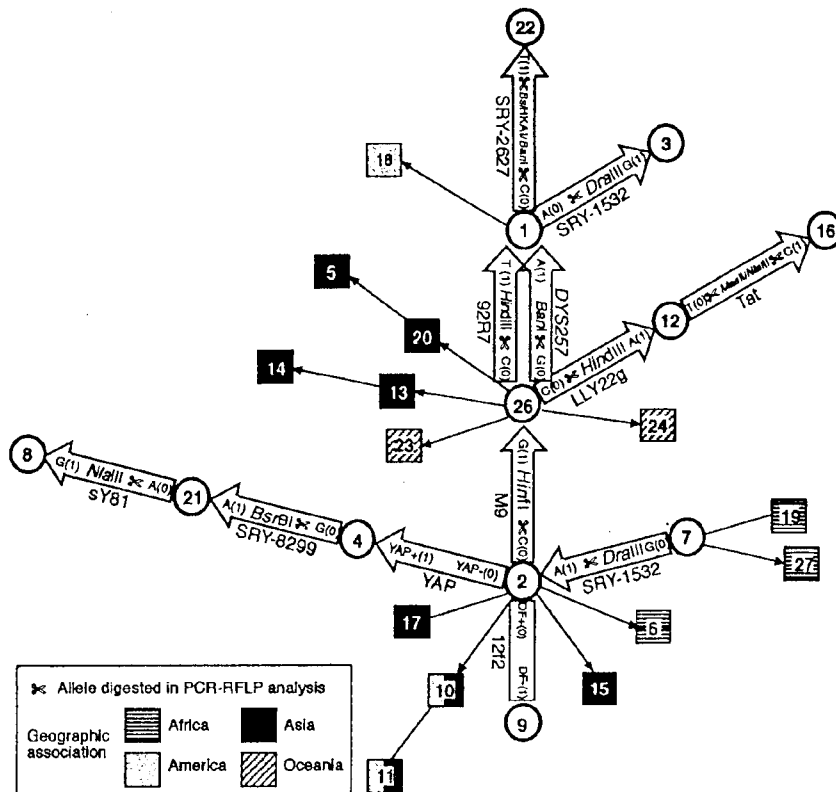 22
T(1) ✂ BsiHKAI/BanI ✂ C(0)
SRY-2627
3
A(0) ✂ DraIII G(1)
SRY-1532
18
1
16
T(0) ✂ ✂ C(1)
Tat
5
T(1) HindIII ✂ C(0)
92R7
A(1) BanI ✂ G(0)
DYS257
12
20
C(0) ✂ HindIII A(1)
LLY22g
14
13
26
23
24
8
G(1) NlaIII ✂ A(0)
sY81
21
A(1) BsrBI ✂ G(0)
SRY-8299
4
G(1) HinfI ✂ C(0)
M9
19
7
27
YAP+(1) YAP-(0)
YAP
2
A(1) ✂ DraIII G(0)
SRY-1532
17
DF+(0) DF-(1)
12f2
6
10
15
9
11
✂ Allele digested in PCR-RFLP analysis
Geographic association
Africa
Asia
America
Oceania